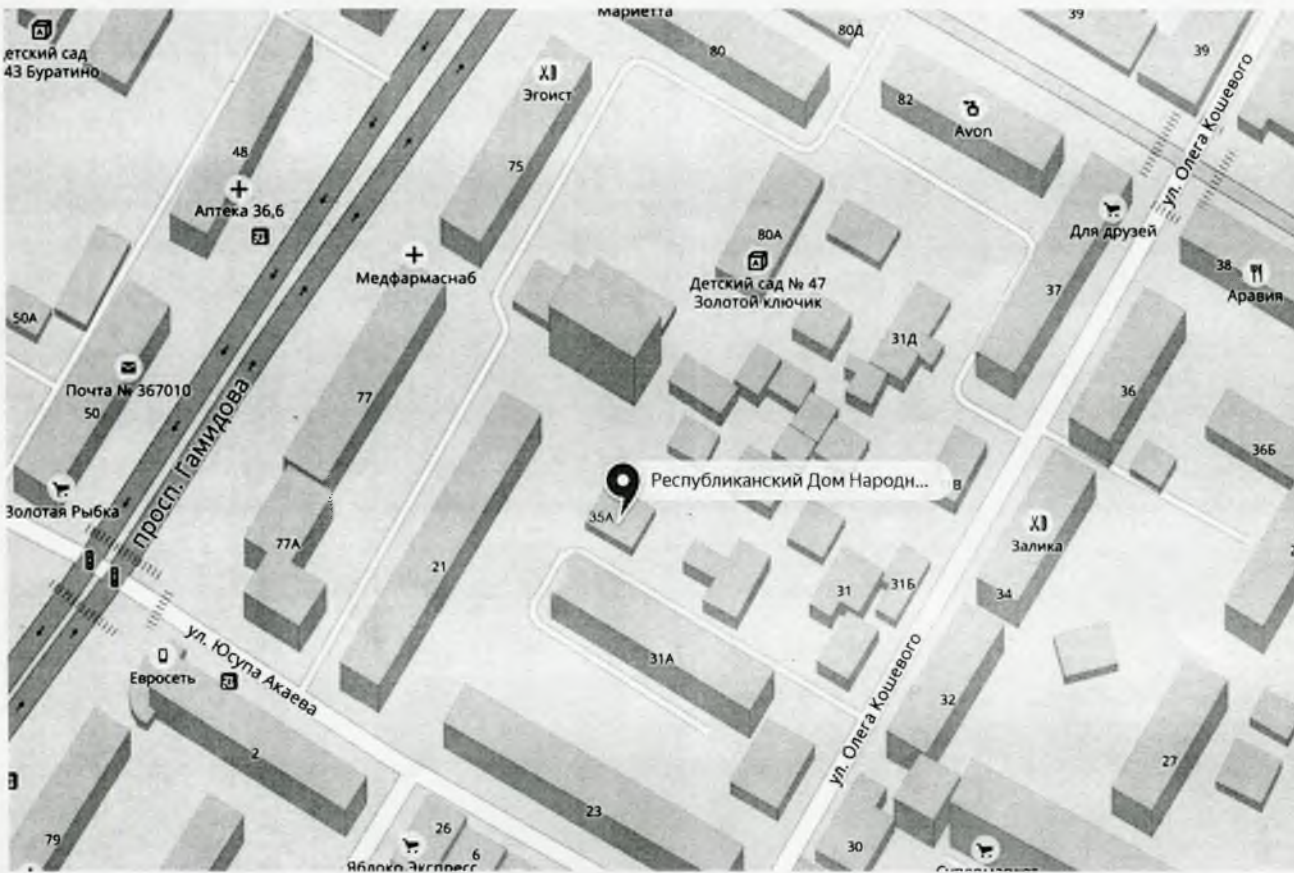 Мариетта
39
39
80Д
80
етский сад
43 Буратино
Эгоист
82
Avon
ул. Олега Кошевого
48
75
Аптека 36,6
80А
Для друзей
Медфармаснаб
Детский сад № 47
Золотой ключик
37
38
Аравия
50А
31Д
Почта № 367010
50
77
36
36Б
просп. Гамидова
Золотая Рыбка
Республиканский Дом Народн...
В
35А
Залика
77А
21
31
31Б
34
ул. Юсупа Акаева
31А
Евросеть
ул. Олега Кошевого
32
2
27
23
79
26
6
30
Яблоко Экспресс
Супермаркет